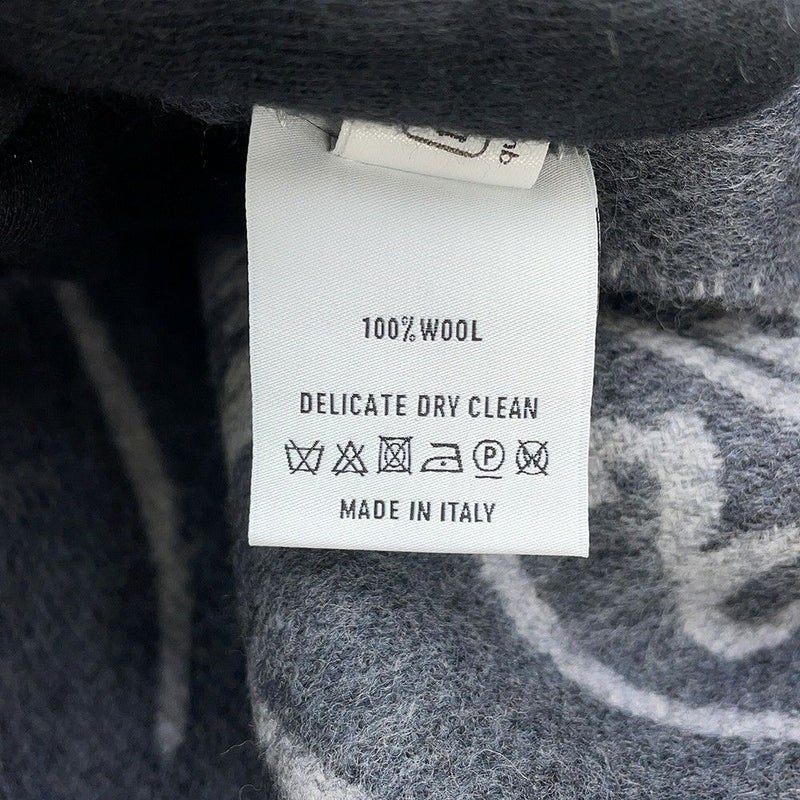 100% WOOL
DELICATE DRY CLEAN
P W
MADE IN ITALY